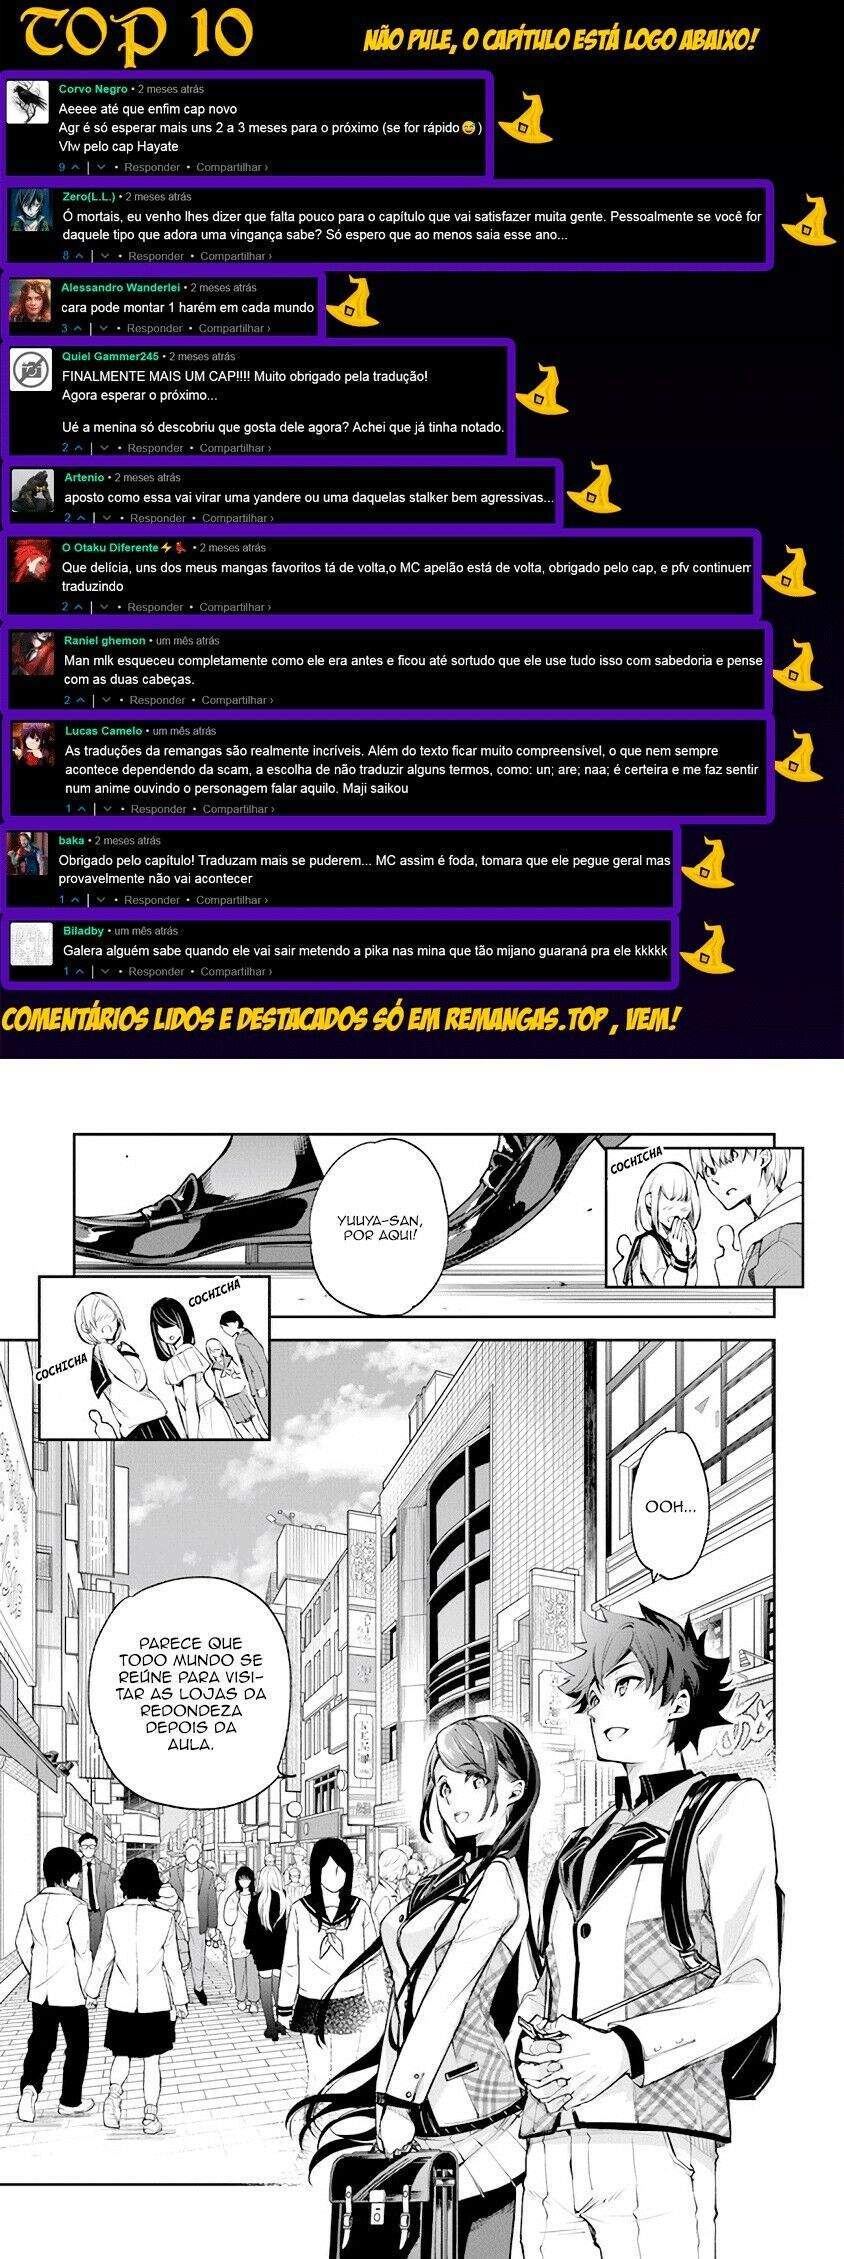 TOP 10
NÃO PULE, O CAPÍTULO ESTÁ LOGO ABAIXO!
Corvo Negro • 2 meses atrás
Aeeee até que enfim cap novo
Agr é só esperar mais uns 2 a 3 meses para o próximo (se for rápido 😅)
Vlw pelo cap Hayate
9 • Responder • Compartilhar ›
Zero(L.L.) • 2 meses atrás
Ó mortais, eu venho lhes dizer que falta pouco para o capítulo que vai satisfazer muita gente. Pessoalmente se você for
daquele tipo que adora uma vingança sabe? Só espero que ao menos saia esse ano...
8 • Responder • Compartilhar ›
Alessandro Wanderlei • 2 meses atrás
cara pode montar 1 harém em cada mundo
3 • Responder • Compartilhar ›
Quiel Gammer245 • 2 meses atrás
FINALMENTE MAIS UM CAP!!!! Muito obrigado pela tradução!
Agora esperar o próximo...
Ué a menina só descobriu que gosta dele agora? Achei que já tinha notado.
2 • Responder • Compartilhar ›
Artenio • 2 meses atrás
aposto como essa vai virar uma yandere ou uma daquelas stalker bem agressivas...
2 • Responder • Compartilhar ›
O Otaku Diferente⚡💃 • 2 meses atrás
Que delícia, uns dos meus mangas favoritos tá de volta,o MC apelão está de volta, obrigado pelo cap, e pfv continuem
traduzindo
2 • Responder • Compartilhar ›
Raniel ghemon • um mês atrás
Man mlk esqueceu completamente como ele era antes e ficou até sortudo que ele use tudo isso com sabedoria e pense
com as duas cabeças.
2 • Responder • Compartilhar ›
Lucas Camelo • um mês atrás
As traduções da remangas são realmente incríveis. Além do texto ficar muito compreensível, o que nem sempre
acontece dependendo da scam, a escolha de não traduzir alguns termos, como: un; are; naa; é certeira e me faz sentir
num anime ouvindo o personagem falar aquilo. Maji saikou
1 • Responder • Compartilhar ›
baka • 2 meses atrás
Obrigado pelo capítulo! Traduzam mais se puderem... MC assim é foda, tomara que ele pegue geral mas
provavelmente não vai acontecer
1 • Responder • Compartilhar ›
Biladby • um mês atrás
Galera alguém sabe quando ele vai sair metendo a pika nas mina que tão mijano guaraná pra ele kkkkk
1 • Responder • Compartilhar ›
COMENTÁRIOS LIDOS E DESTACADOS SÓ EM REMANGAS.TOP , VEM!
COCHICHA
YUUYA-SAN,
POR AQUI!
COCHICHA
COCHICHA
OOH...
PARECE QUE
TODO MUNDO SE
REÚNE PARA VISI-
TAR AS LOJAS DA
REDONDEZA
DEPOIS DA
AULA.